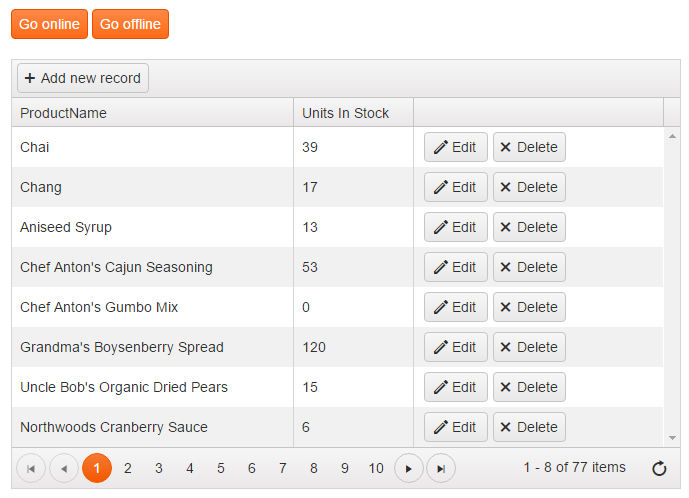 Go online Go offline
Add new record
ProductName Units In Stock
Chai 39 Edit Delete
Chang 17 Edit Delete
Aniseed Syrup 13 Edit Delete
Chef Anton's Cajun Seasoning 53 Edit Delete
Chef Anton's Gumbo Mix 0 Edit Delete
Grandma's Boysenberry Spread 120 Edit Delete
Uncle Bob's Organic Dried Pears 15 Edit Delete
Northwoods Cranberry Sauce 6 Edit Delete
1 2 3 4 5 6 7 8 9 10 1 - 8 of 77 items